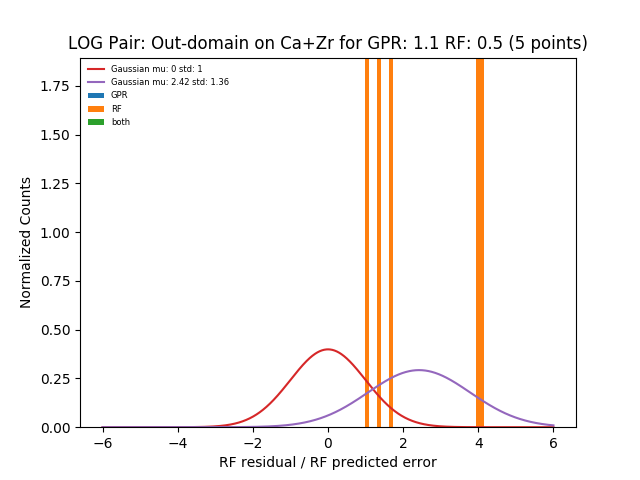 LOG Pair: Out-domain on Ca+Zr for GPR: 1.1 RF: 0.5 (5 points)
Gaussian mu: 0 std: 1
Gaussian mu: 2.42 std: 1.36
GPR
RF
both
1.75
1.50
1.25
1.00
0.75
0.50
0.25
0.00
Normalized Counts
−6 −4 −2 0 2 4 6
RF residual / RF predicted error